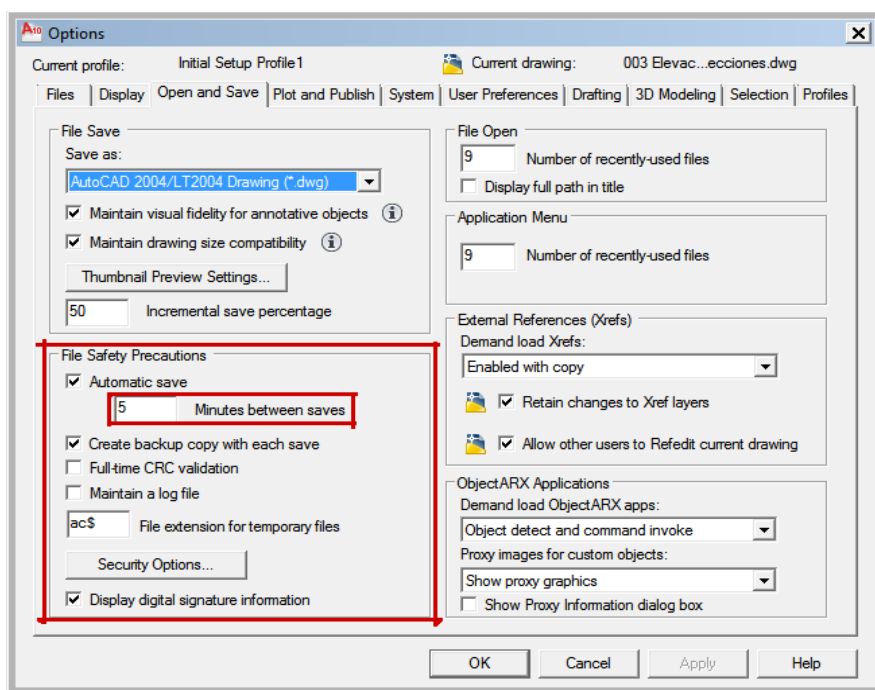 A10 Options
Current profile: Initial Setup Profile1 Current drawing: 003 Elevac...ecciones.dwg
Files Display Open and Save Plot and Publish System User Preferences Drafting 3D Modeling Selection Profiles
File Save
Save as:
AutoCAD 2004/LT2004 Drawing (*.dwg)
Maintain visual fidelity for annotative objects
Maintain drawing size compatibility
Thumbnail Preview Settings...
50 Incremental save percentage
File Safety Precautions
Automatic save
5 Minutes between saves
Create backup copy with each save
Full-time CRC validation
Maintain a log file
ac$ File extension for temporary files
Security Options...
Display digital signature information
File Open
9 Number of recently-used files
Display full path in title
Application Menu
9 Number of recently-used files
External References (Xrefs)
Demand load Xrefs:
Enabled with copy
Retain changes to Xref layers
Allow other users to Refedit current drawing
ObjectARX Applications
Demand load ObjectARX apps:
Object detect and command invoke
Proxy images for custom objects:
Show proxy graphics
Show Proxy Information dialog box
OK Cancel Apply Help